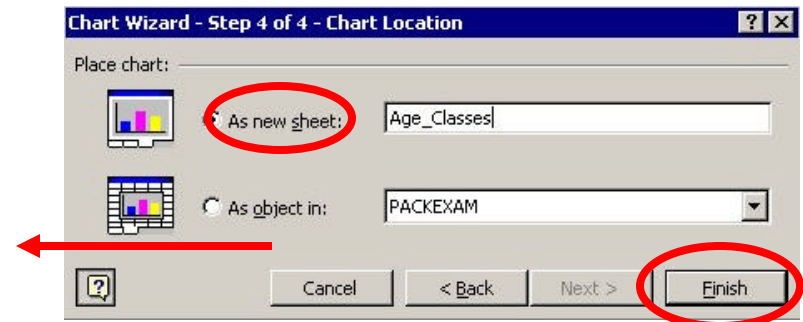 Chart Wizard - Step 4 of 4 - Chart Location
Place chart:
As new sheet: Age_Classes
As object in: PACKEXAM
Cancel < Back Next > Finish